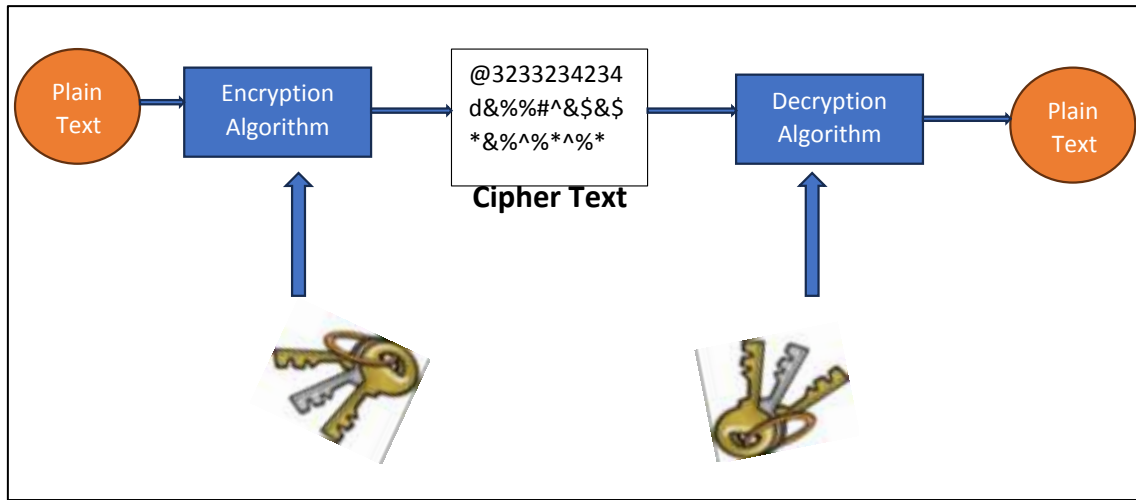 Plain
Text
Encryption
Algorithm
@3233234234
d&%%#^&$&$
*&%^%*^%*
Cipher Text
Decryption
Algorithm
Plain
Text